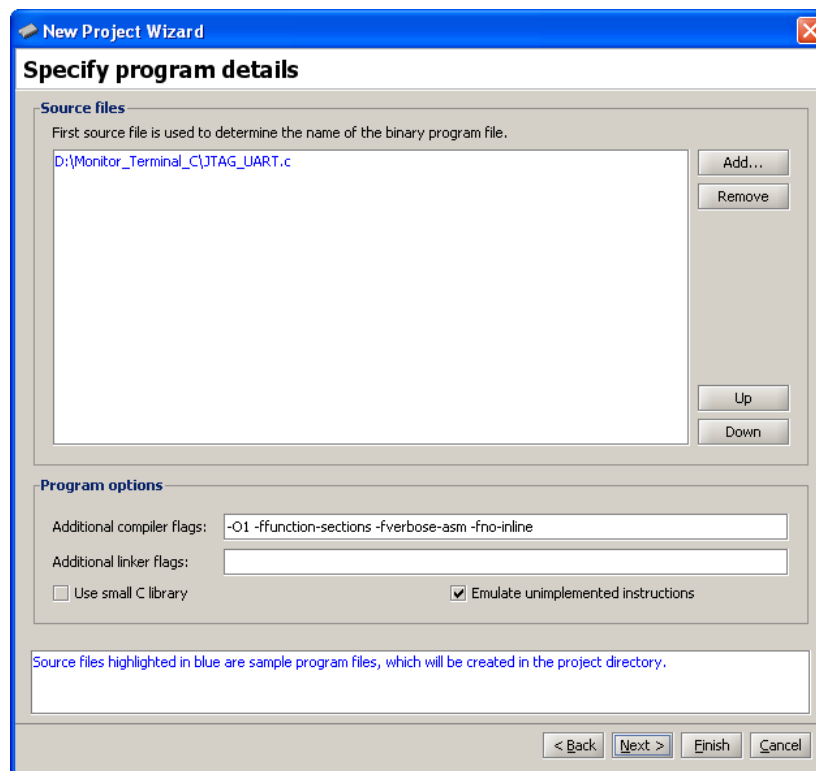 New Project Wizard
Specify program details
Source files
First source file is used to determine the name of the binary program file.
D:\Monitor_Terminal_C\JTAG_UART.c
Add...
Remove
Up
Down
Program options
Additional compiler flags: -O1 -ffunction-sections -fverbose-asm -fno-inline
Additional linker flags:
Use small C library Emulate unimplemented instructions
Source files highlighted in blue are sample program files, which will be created in the project directory.
< Back Next > Finish Cancel